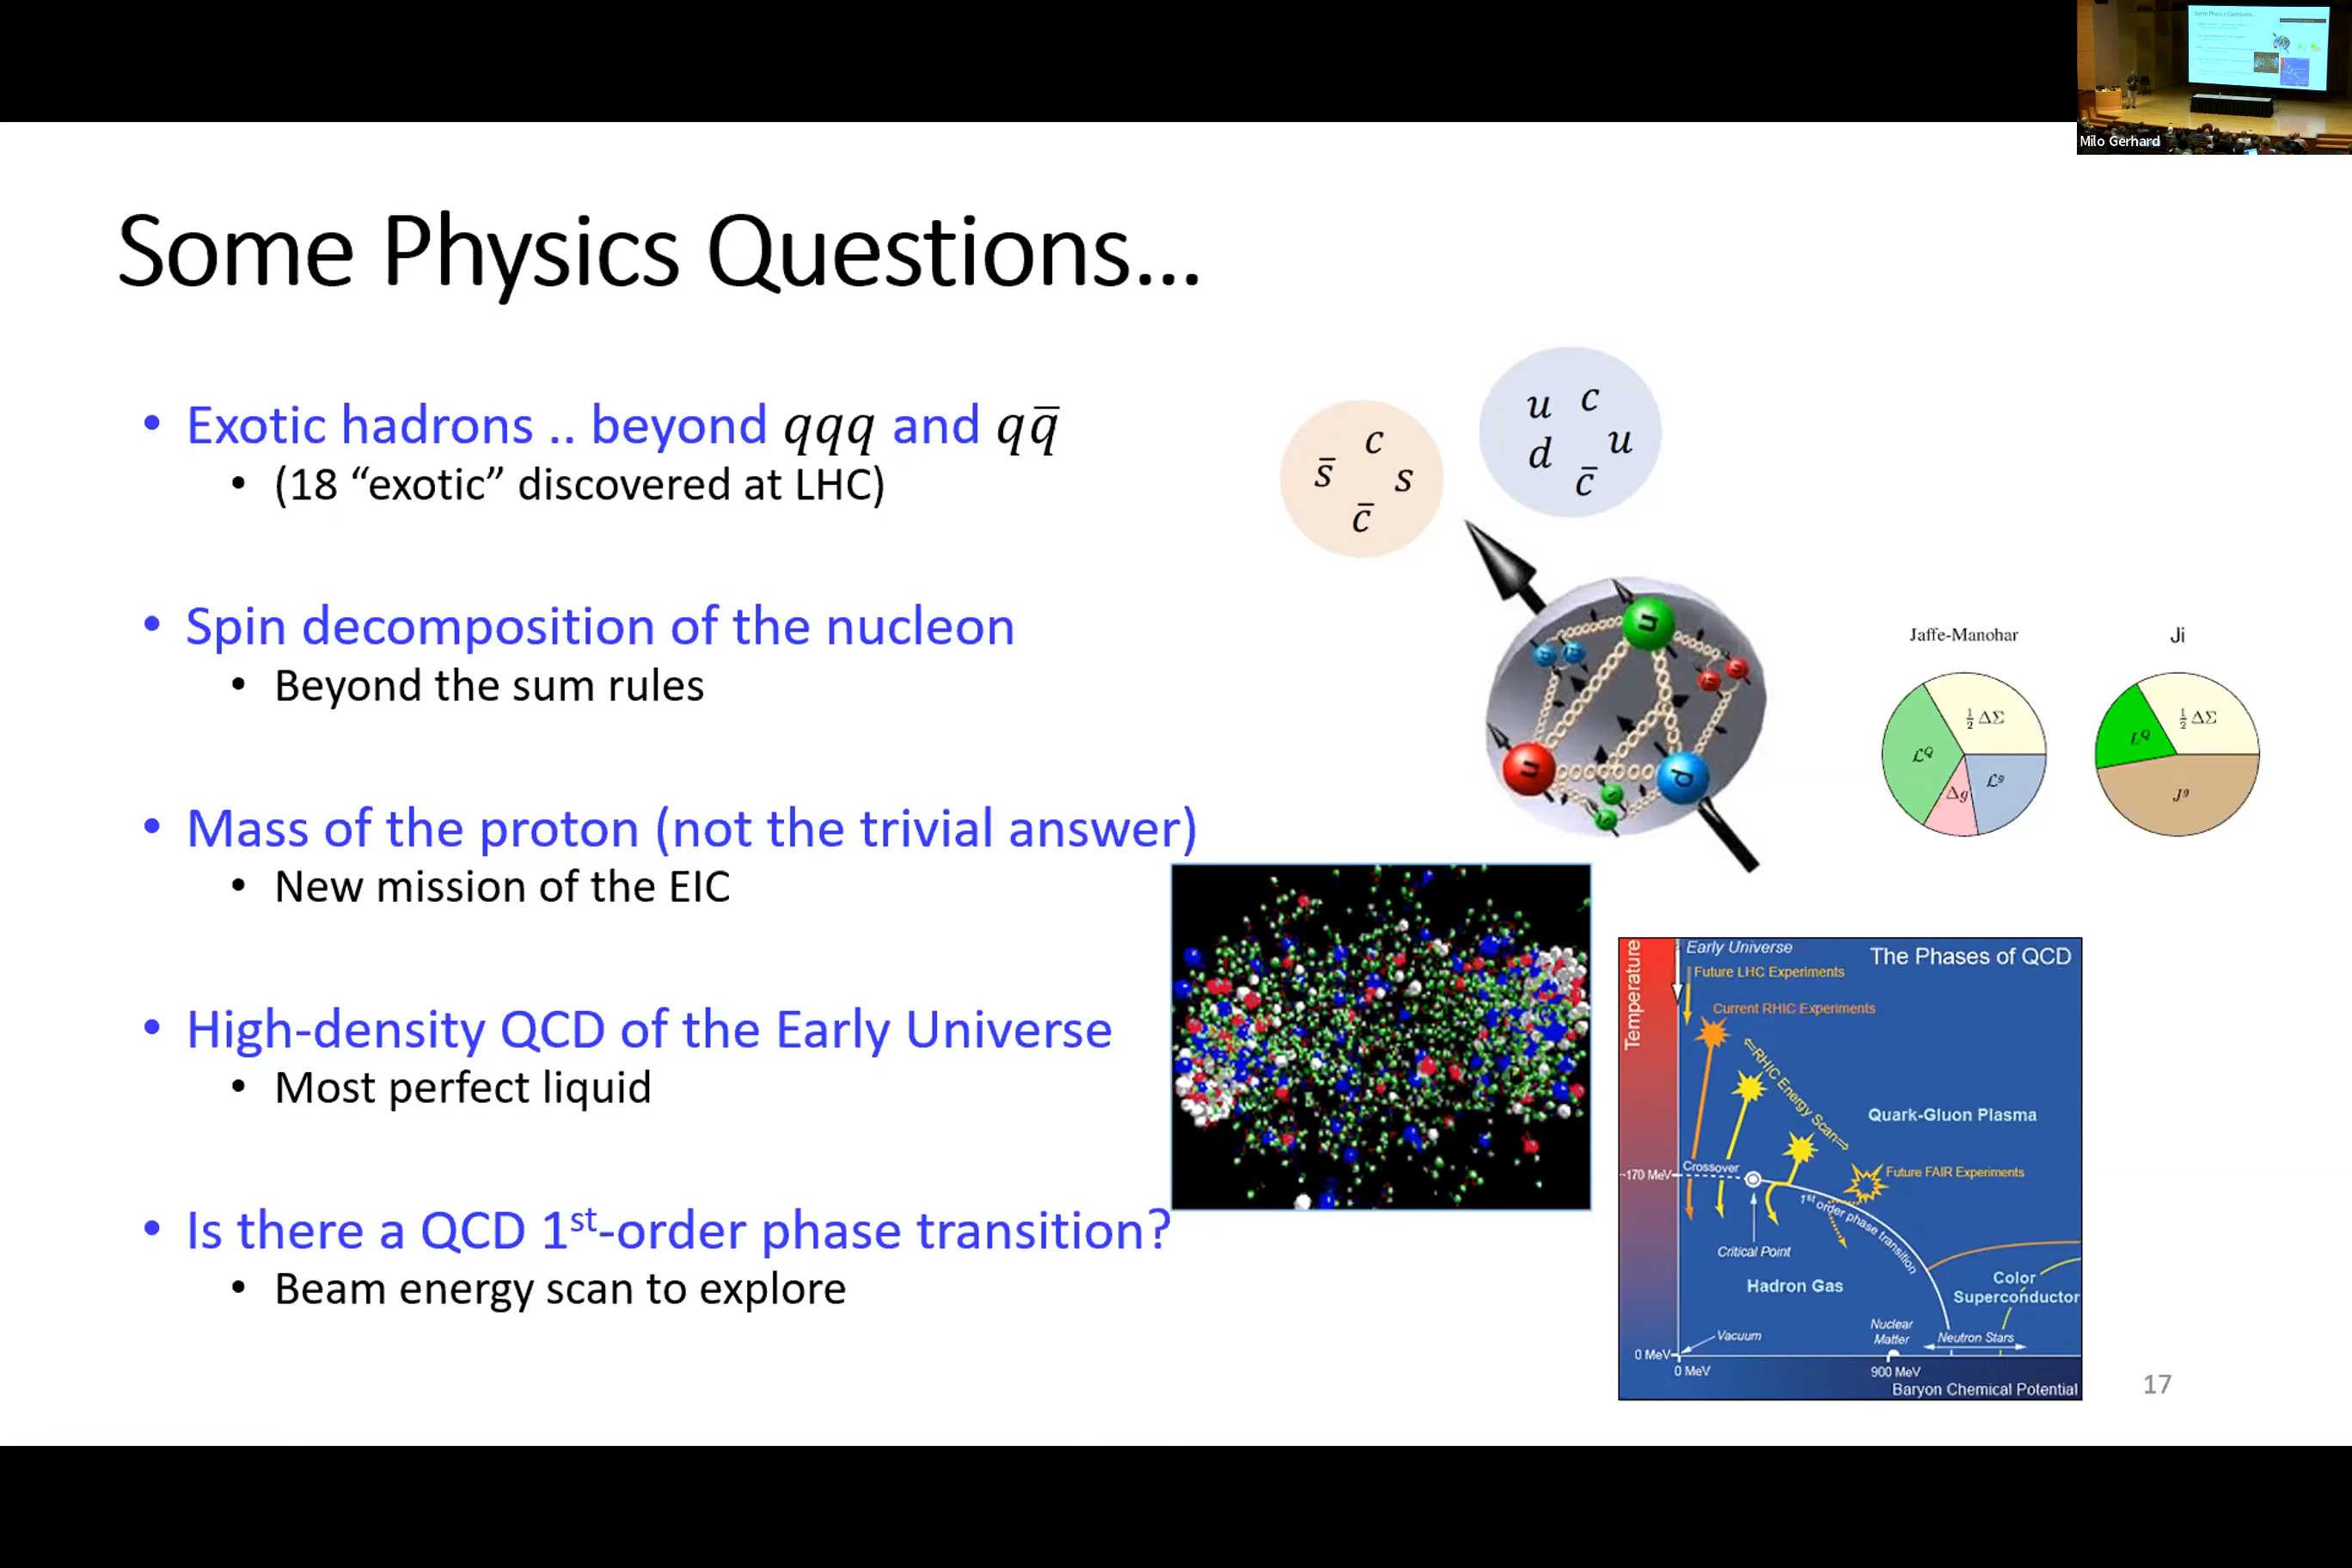 Milo Gerhard
Some Physics Questions...
• Exotic hadrons .. beyond qqq and qq̅
• (18 “exotic” discovered at LHC)
• Spin decomposition of the nucleon
• Beyond the sum rules
• Mass of the proton (not the trivial answer)
• New mission of the EIC
• High-density QCD of the Early Universe
• Most perfect liquid
• Is there a QCD 1st-order phase transition?
• Beam energy scan to explore
c
s̅ s
c̅
u c
d u
c̅
u
u
d
Jaffe-Manohar
½ ΔΣ
ℒ^Q
Δg
ℒ^g
Ji
½ ΔΣ
L^Q
J^g
The Phases of QCD
Temperature
Early Universe
Future LHC Experiments
Current RHIC Experiments
⇐RHIC Energy Scan⇒
Quark-Gluon Plasma
~170 MeV
Crossover
Future FAIR Experiments
1st order phase transition
Critical Point
Hadron Gas
Color
Superconductor
Nuclear
Matter
Neutron Stars
Vacuum
0 MeV
0 MeV
900 MeV
Baryon Chemical Potential
17